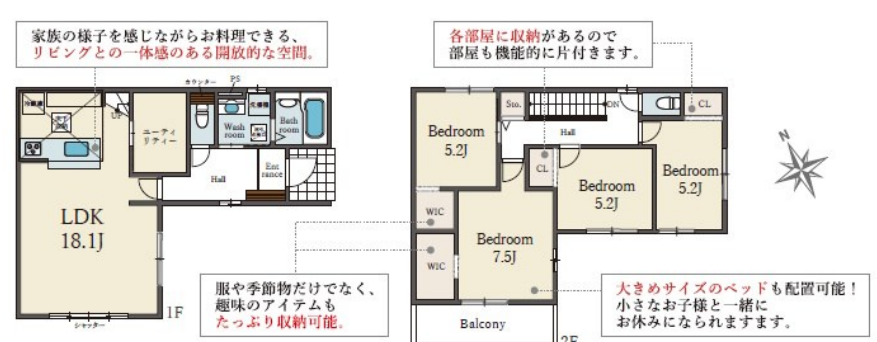 家族の様子を感じながらお料理できる、
リビングとの一体感のある開放的な空間。
各部屋に収納があるので
部屋も機能的に片付きます。
カウンター
PS
冷蔵庫
UP
ユーティ
リティー
Wash
room
洗濯機
Bath
room
Hall
Ent
rance
LDK
18.1J
シャッター
1F
Sto.
DN
CL
Bedroom
5.2J
Hall
CL
Bedroom
5.2J
Bedroom
5.2J
WIC
WIC
Bedroom
7.5J
Balcony
2F
N
服や季節物だけでなく、
趣味のアイテムも
たっぷり収納可能。
大きめサイズのベッドも配置可能！
小さなお子様と一緒に
お休みになられますます。